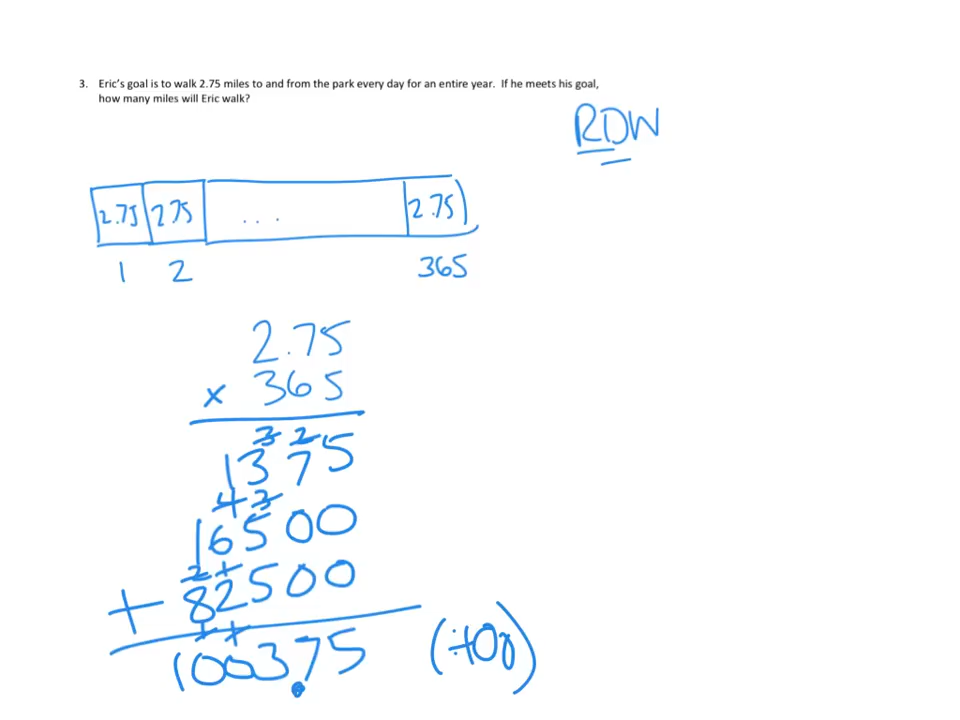 3. Eric's goal is to walk 2.75 miles to and from the park every day for an entire year. If he meets his goal,
how many miles will Eric walk?
RDW
2.75 2.75 ... 2.75
1 2 365
2.75
x 365
3 2
1375
4 3
16500
2 1
+ 82500
1 1
1003.75 (÷100)